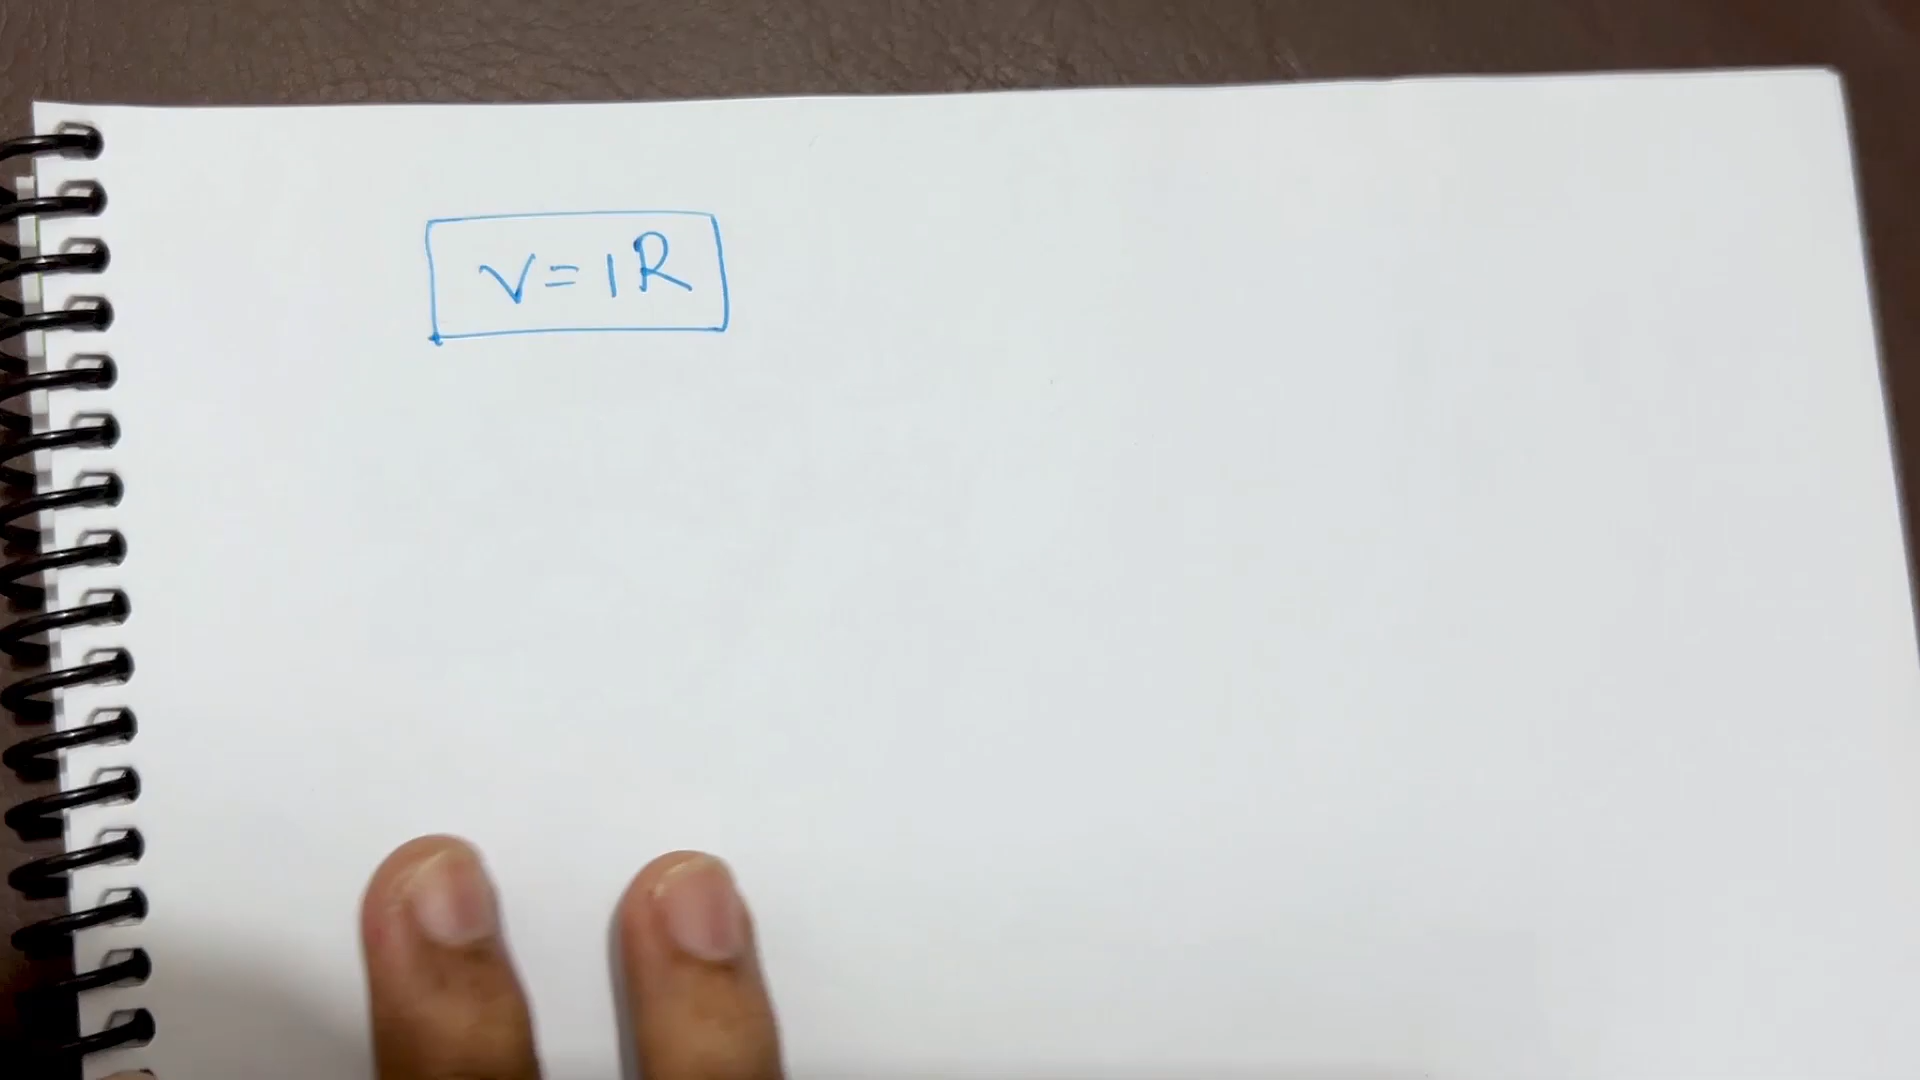 V = IR